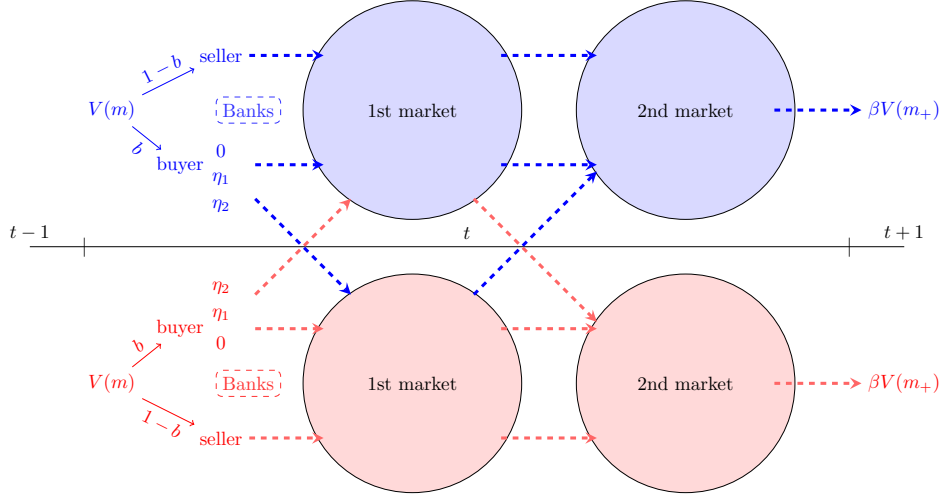 seller
1 − b
V(m)
Banks
1st market
2nd market
βV(m₊)
b
buyer
0
η₁
η₂
t − 1
t
t + 1
η₂
η₁
buyer
0
b
V(m)
Banks
1st market
2nd market
βV(m₊)
1 − b
seller